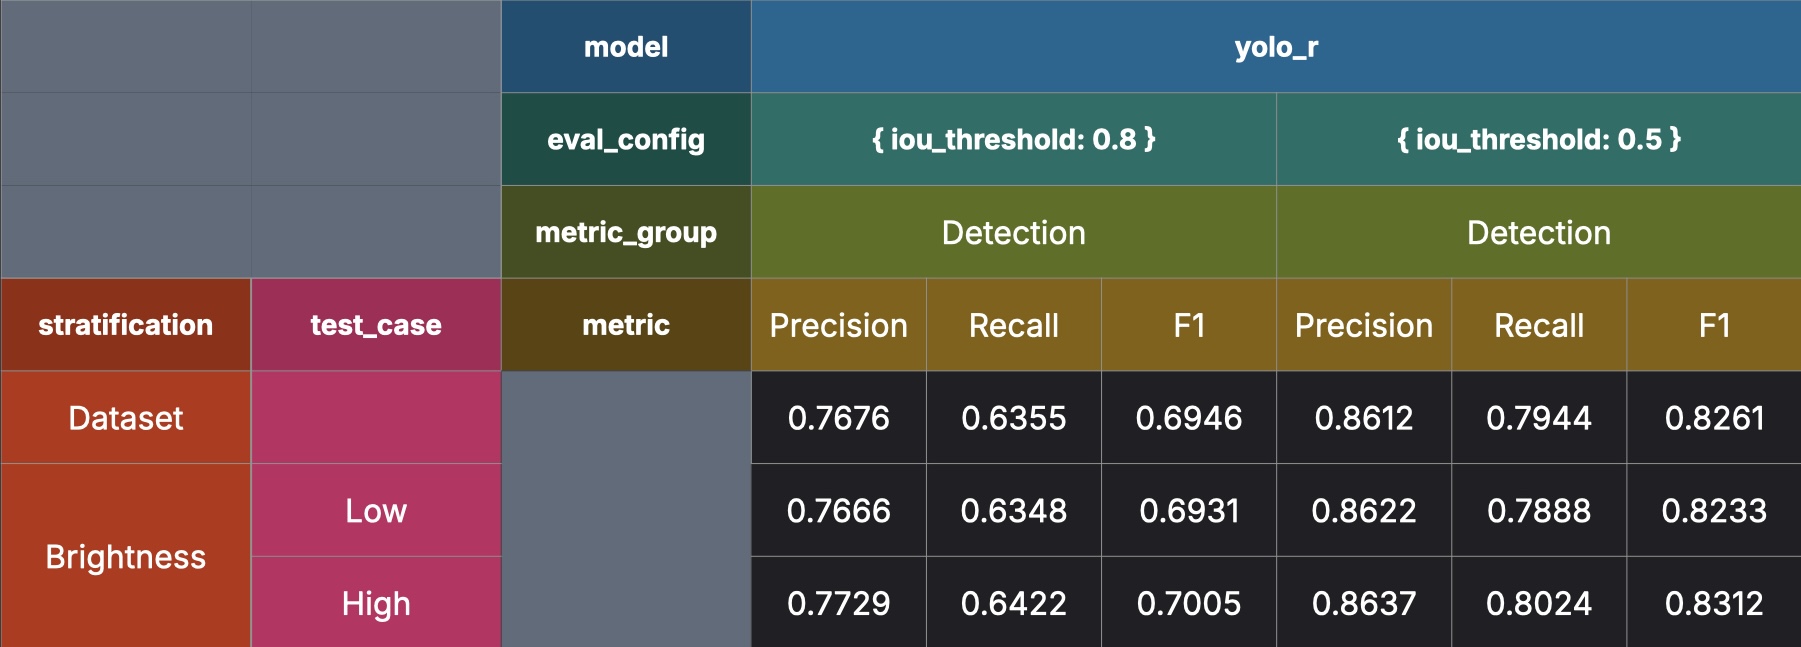 model yolo_r
eval_config { iou_threshold: 0.8 } { iou_threshold: 0.5 }
metric_group Detection Detection
stratification test_case metric Precision Recall F1 Precision Recall F1
Dataset 0.7676 0.6355 0.6946 0.8612 0.7944 0.8261
Brightness Low 0.7666 0.6348 0.6931 0.8622 0.7888 0.8233
High 0.7729 0.6422 0.7005 0.8637 0.8024 0.8312